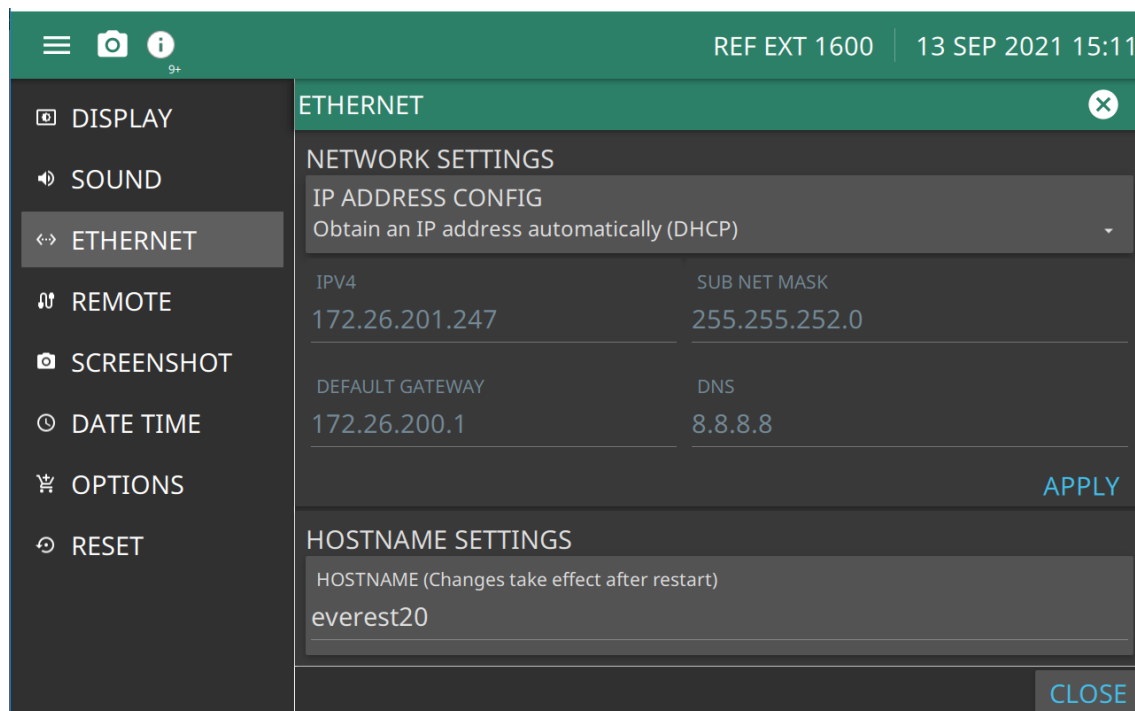 9+
REF EXT 1600
13 SEP 2021 15:11
DISPLAY
SOUND
ETHERNET
REMOTE
SCREENSHOT
DATE TIME
OPTIONS
RESET
ETHERNET
NETWORK SETTINGS
IP ADDRESS CONFIG
Obtain an IP address automatically (DHCP)
IPV4
172.26.201.247
SUB NET MASK
255.255.252.0
DEFAULT GATEWAY
172.26.200.1
DNS
8.8.8.8
APPLY
HOSTNAME SETTINGS
HOSTNAME (Changes take effect after restart)
everest20
CLOSE